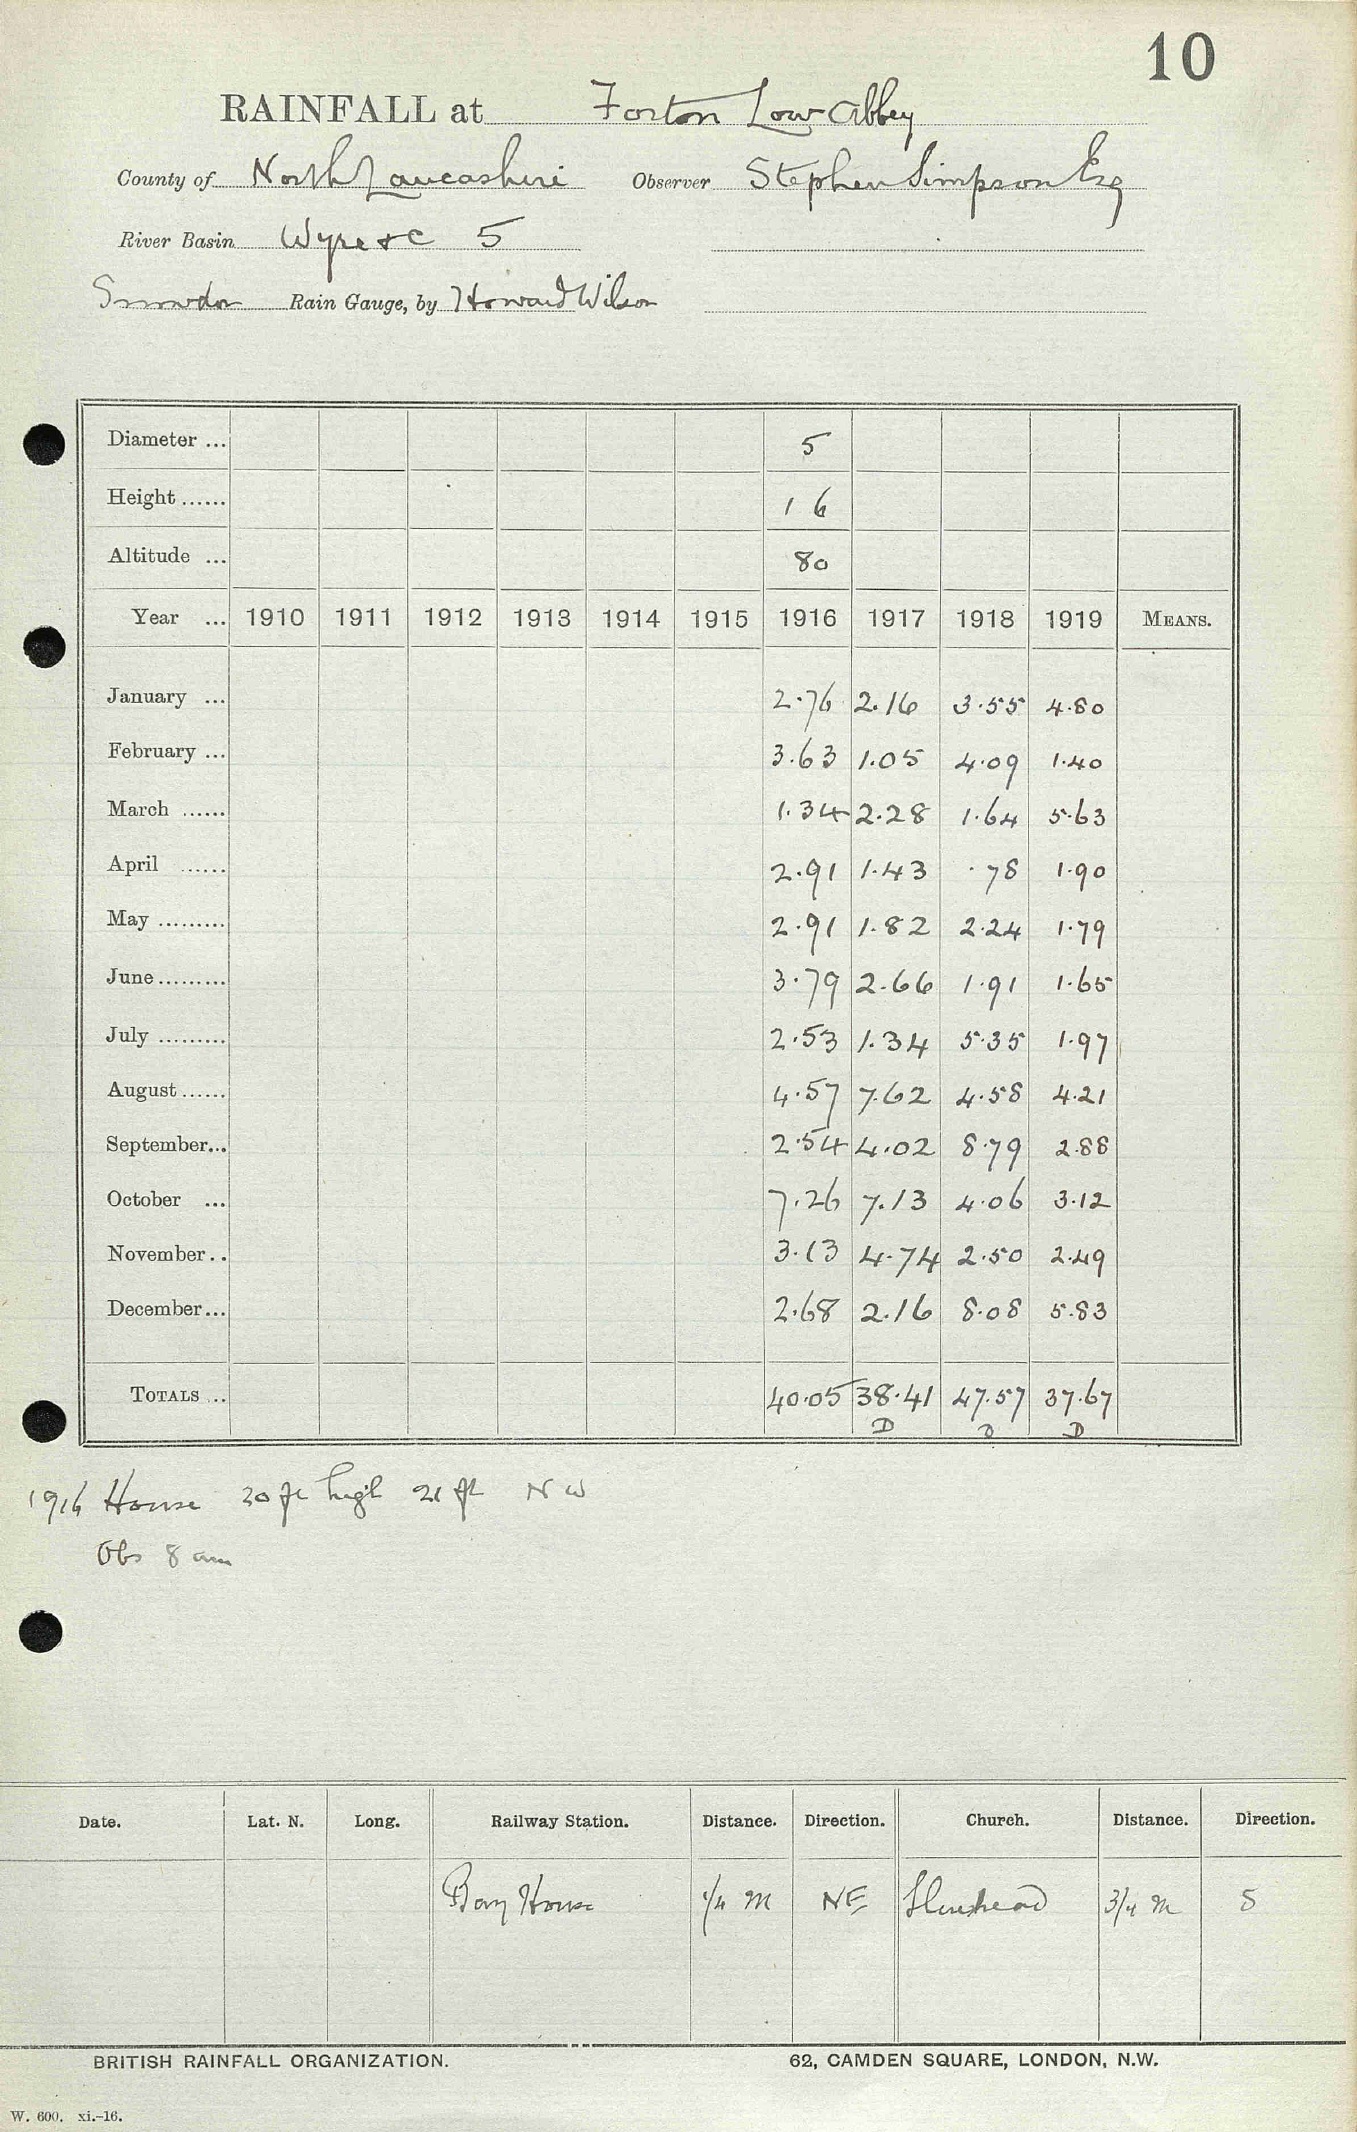 10
RAINFALL at Forton Low Abbey
County of North Lancashire Observer Stephen Simpson Esq
River Basin Wyre &c 5
Snowdon Rain Gauge, by Howard Wilson
Diameter ... 5
Height ...... 16
Altitude ... 80
Year ... 1910 1911 1912 1913 1914 1915 1916 1917 1918 1919 MEANS.
January ... 2.76 2.16 3.55 4.80
February ... 3.63 1.05 4.09 1.40
March ...... 1.34 2.28 1.64 5.63
April ...... 2.91 1.43 .78 1.90
May ......... 2.91 1.82 2.24 1.79
June ......... 3.79 2.66 1.91 1.65
July ......... 2.53 1.34 5.35 1.97
August ...... 4.57 7.62 4.58 4.21
September... 2.54 4.02 8.79 2.88
October ... 7.26 7.13 4.06 3.12
November.. 3.13 4.74 2.50 2.49
December... 2.68 2.16 8.08 5.83
TOTALS ... 40.05 38.41 47.57 37.67
D D D
1916 House 30 ft high 21 ft NW
Obs 8 am
Date. Lat. N. Long. Railway Station. Distance. Direction. Church. Distance. Direction.
Bay Horse 1/4 M NE Shireshead 3/4 M S
BRITISH RAINFALL ORGANIZATION. 62, CAMDEN SQUARE, LONDON, N.W.
W. 600. xi.-16.